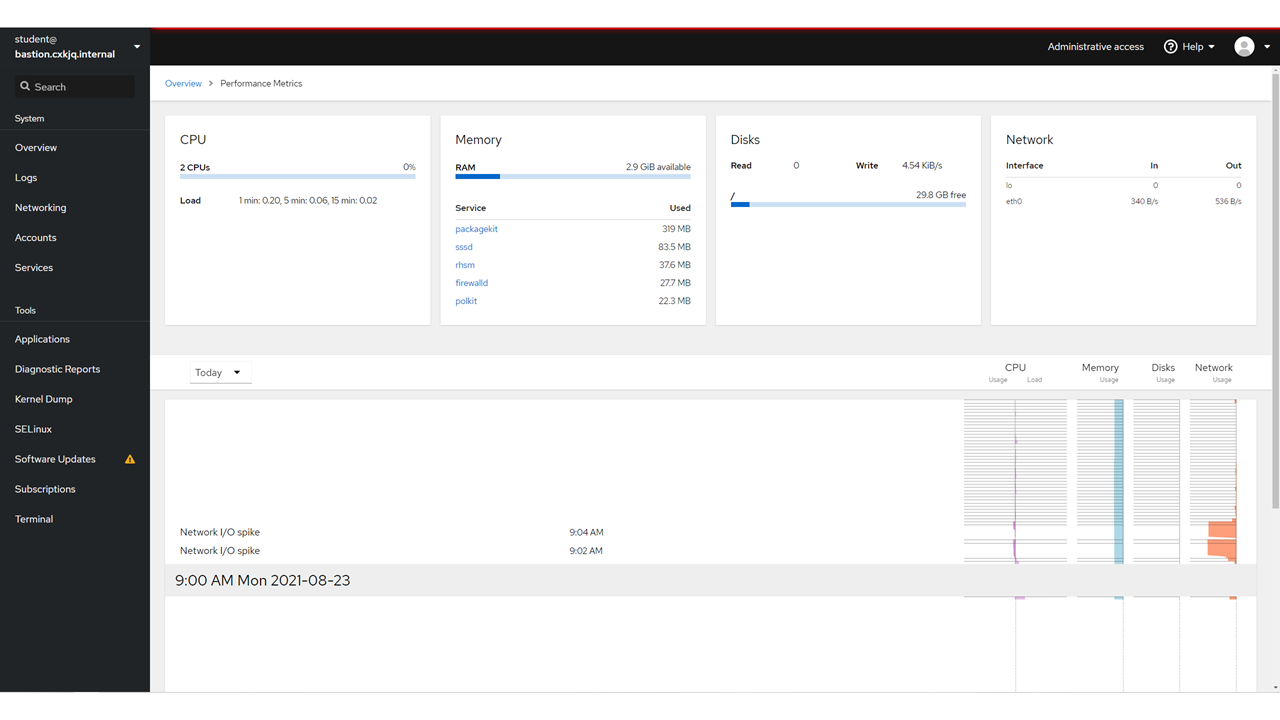 student@
bastion.cxkjq.internal
Administrative access
Help
Search
System
Overview
Logs
Networking
Accounts
Services
Tools
Applications
Diagnostic Reports
Kernel Dump
SELinux
Software Updates
Subscriptions
Terminal
Overview > Performance Metrics
CPU
2 CPUs 0%
Load 1 min: 0.20, 5 min: 0.06, 15 min: 0.02
Memory
RAM 2.9 GiB available
Service Used
packagekit 319 MB
sssd 83.5 MB
rhsm 37.6 MB
firewalld 27.7 MB
polkit 22.3 MB
Disks
Read 0 Write 4.54 KiB/s
/ 29.8 GB free
Network
Interface In Out
lo 0 0
eth0 340 B/s 536 B/s
Today
CPU Memory Disks Network
Usage Load Usage Usage Usage
Network I/O spike 9:04 AM
Network I/O spike 9:02 AM
9:00 AM Mon 2021-08-23